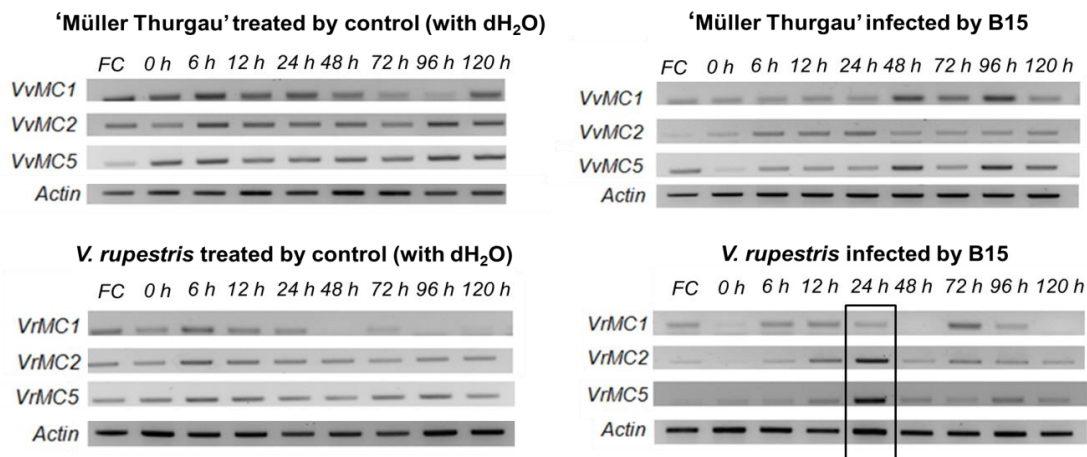 ‘Müller Thurgau’ treated by control (with dH₂O)
FC 0 h 6 h 12 h 24 h 48 h 72 h 96 h 120 h
VvMC1
VvMC2
VvMC5
Actin
‘Müller Thurgau’ infected by B15
FC 0 h 6 h 12 h 24 h 48 h 72 h 96 h 120 h
VvMC1
VvMC2
VvMC5
Actin
V. rupestris treated by control (with dH₂O)
FC 0 h 6 h 12 h 24 h 48 h 72 h 96 h 120 h
VrMC1
VrMC2
VrMC5
Actin
V. rupestris infected by B15
FC 0 h 6 h 12 h 24 h 48 h 72 h 96 h 120 h
VrMC1
VrMC2
VrMC5
Actin